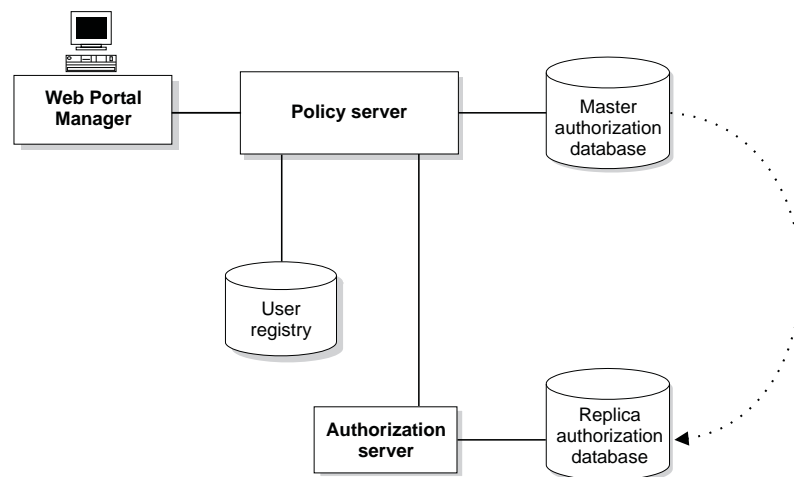 Web Portal
Manager
Policy server
Master
authorization
database
User
registry
Authorization
server
Replica
authorization
database